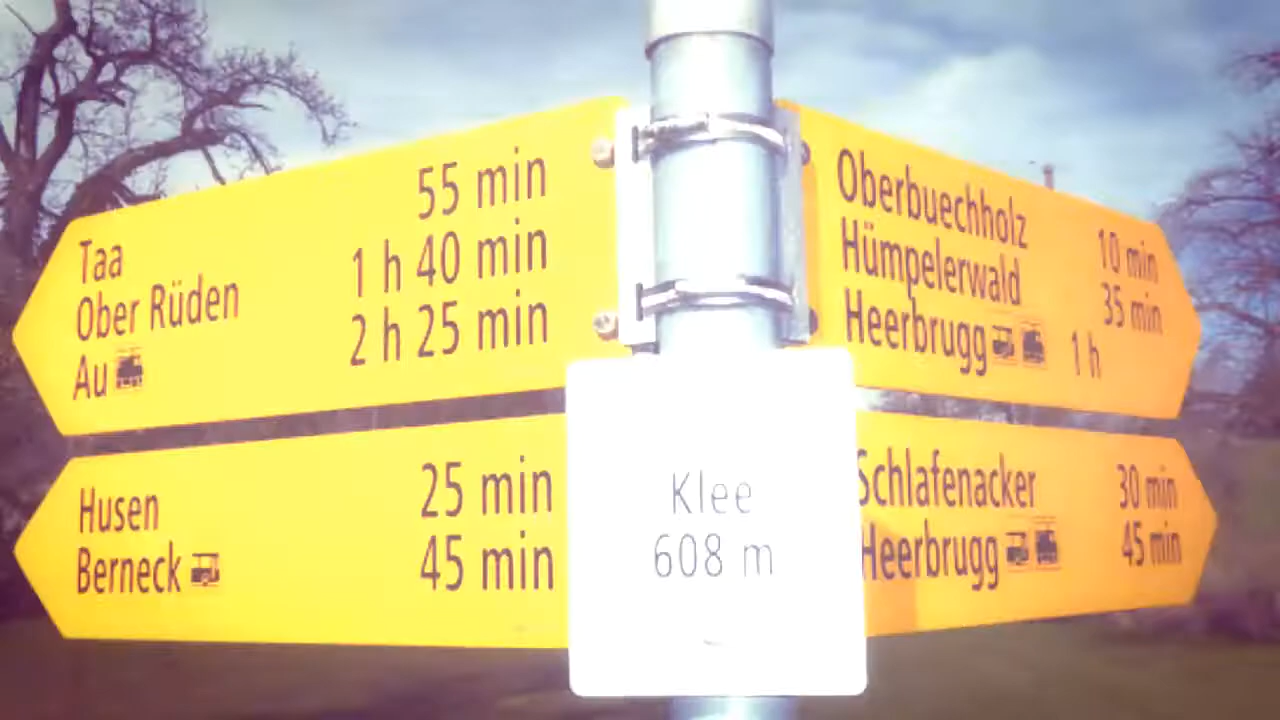 55 min
Taa 1 h 40 min
Ober Rüden 2 h 25 min
Au
Oberbuechholz 10 min
Hümpelerwald 35 min
Heerbrugg 1 h
Husen 25 min
Berneck 45 min
Klee
608 m
Schlafenacker 30 min
Heerbrugg 45 min